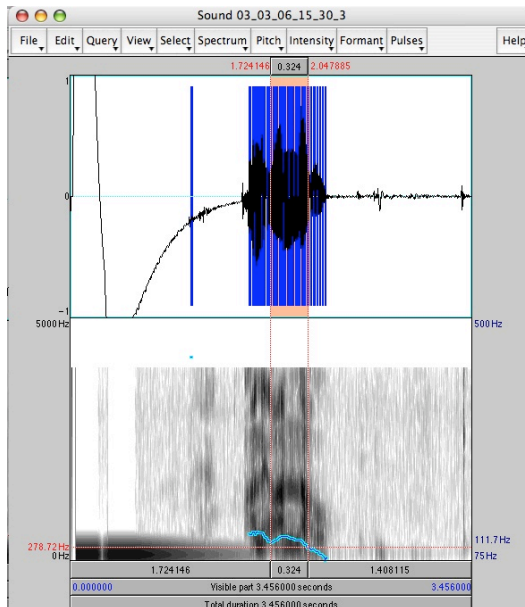 Sound 03_03_06_15_30_3
File Edit Query View Select Spectrum Pitch Intensity Formant Pulses Help
1.724146 0.324 2.047885
1
0
-1
5000Hz 500 Hz
278.72Hz 111.7Hz
0Hz 75Hz
1.724146 0.324 1.408115
0.000000 Visible part 3.456000 seconds 3.456000
Total duration 3.456000 seconds